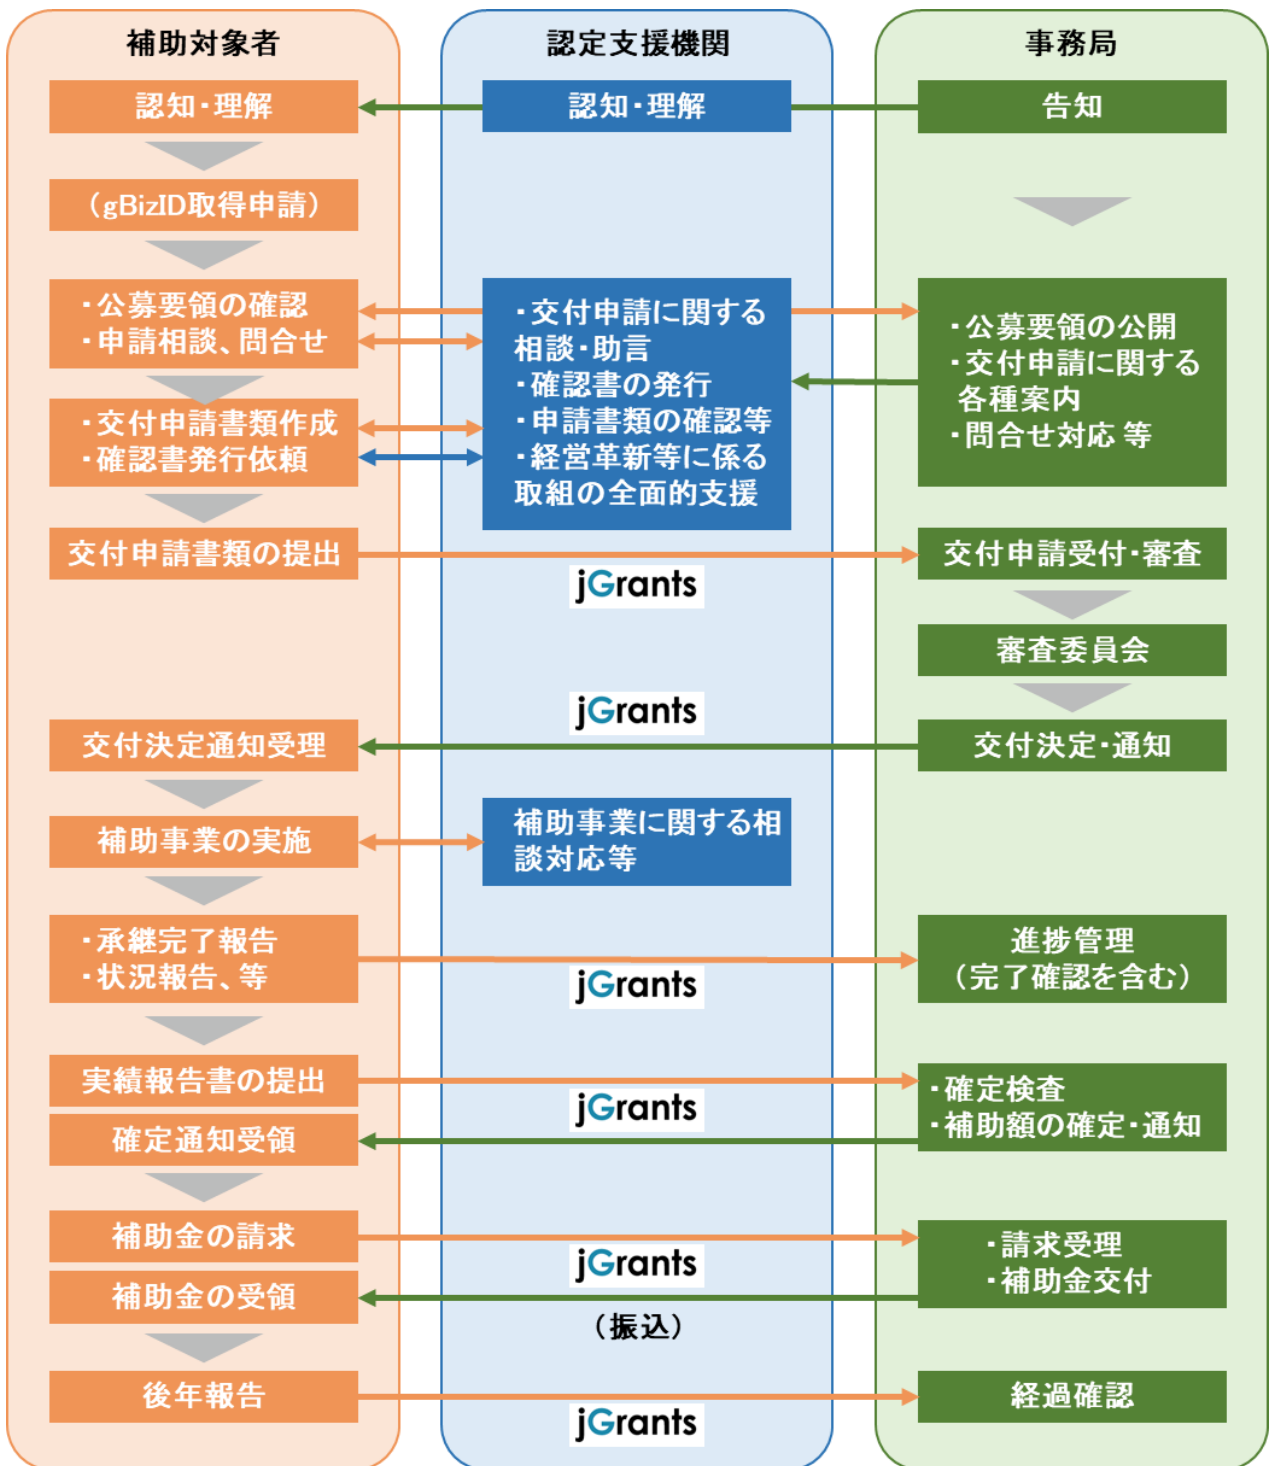 補助対象者
認定支援機関
事務局
認知・理解
認知・理解
告知
（gBizID取得申請）
・公募要領の確認
・申請相談、問合せ
・交付申請に関する
相談・助言
・確認書の発行
・申請書類の確認等
・経営革新等に係る
取組の全面的支援
・公募要領の公開
・交付申請に関する
各種案内
・問合せ対応 等
・交付申請書類作成
・確認書発行依頼
交付申請書類の提出
jGrants
交付申請受付・審査
審査委員会
jGrants
交付決定通知受理
交付決定・通知
補助事業の実施
補助事業に関する相
談対応等
・承継完了報告
・状況報告、等
jGrants
進捗管理
（完了確認を含む）
実績報告書の提出
jGrants
・確定検査
・補助額の確定・通知
確定通知受領
補助金の請求
jGrants
・請求受理
・補助金交付
補助金の受領
（振込）
後年報告
jGrants
経過確認